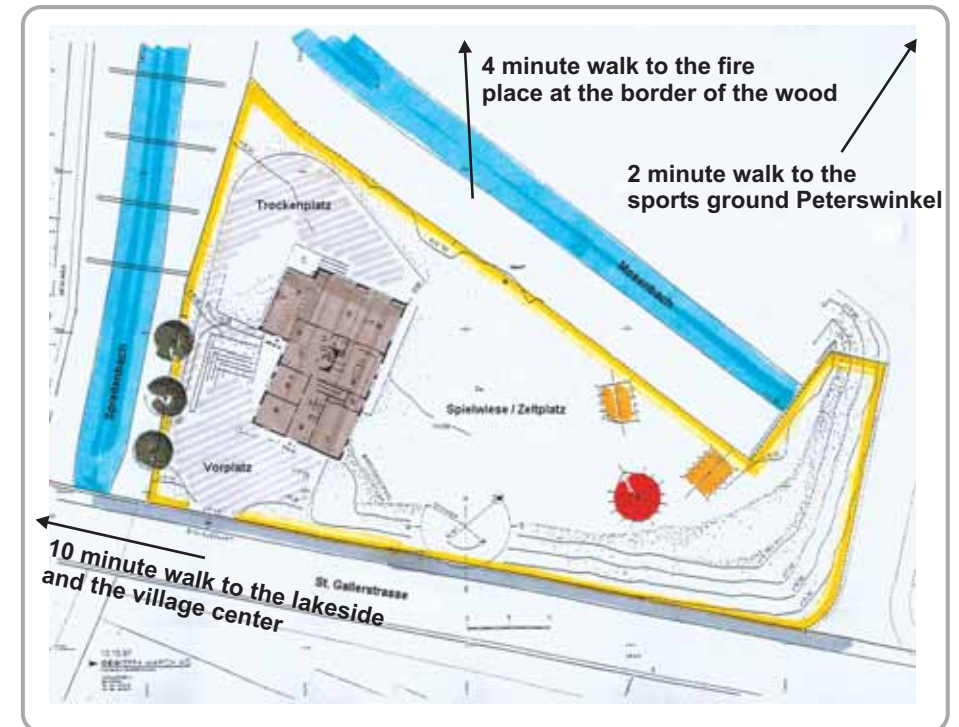 4 minute walk to the fire
place at the border of the wood
2 minute walk to the
sports ground Peterswinkel
Trockenplatz
Mosenbach
Spreitenbach
Spielwiese / Zeltplatz
Vorplatz
10 minute walk to the lakeside
and the village center
St. Gallerstrasse